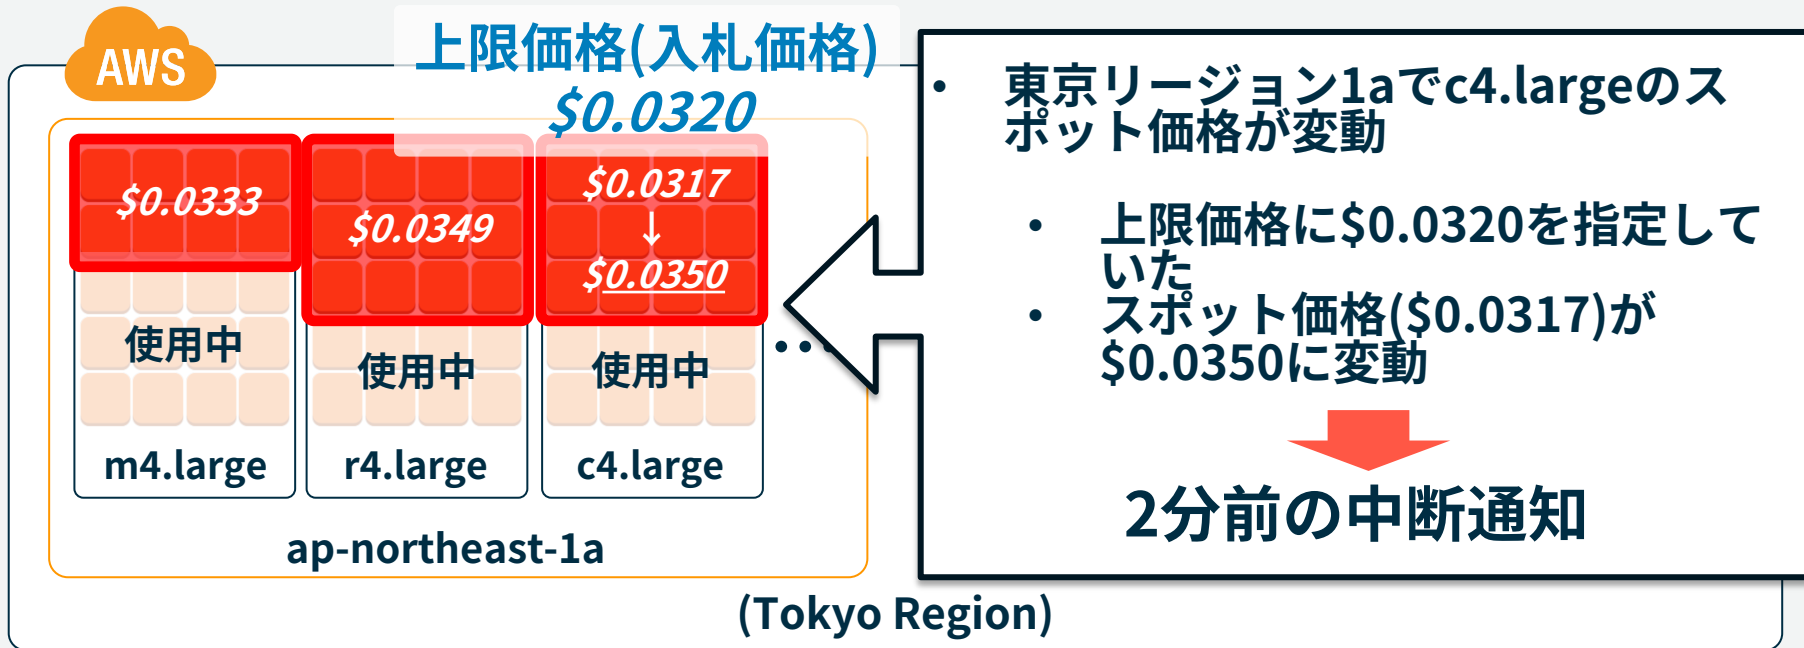 AWS
上限価格(入札価格)
$0.0320
$0.0333
$0.0349
$0.0317
↓
$0.0350
使用中
使用中
使用中
m4.large
r4.large
c4.large
ap-northeast-1a
(Tokyo Region)
• 東京リージョン1aでc4.largeのス
ポット価格が変動
• 上限価格に$0.0320を指定して
いた
• スポット価格($0.0317)が
$0.0350に変動
2分前の中断通知